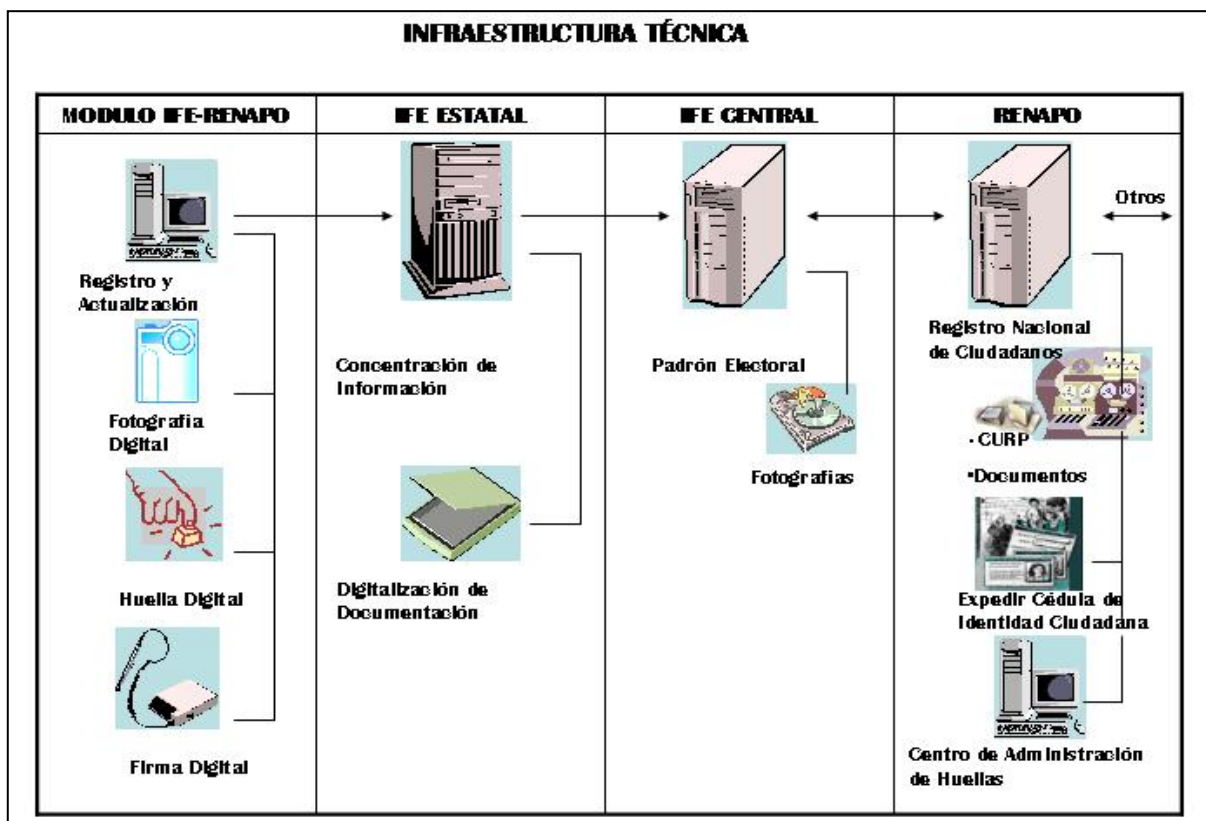 INFRAESTRUCTURA TÉCNICA
MODULO IFE-RENAPO
IFE ESTATAL
IFE CENTRAL
RENAPO
Otros
Registro y
Actualización
Fotografia
Digital
Huella Digital
Firma Digital
Concentración de
Información
Digitalización de
Documentación
Padrón Electoral
Fotografías
Registro Nacional
de Ciudadanos
· CURP
•Documentos
Expedir Cédula de
Identidad Ciudadana
Centro de Administración
de Huellas